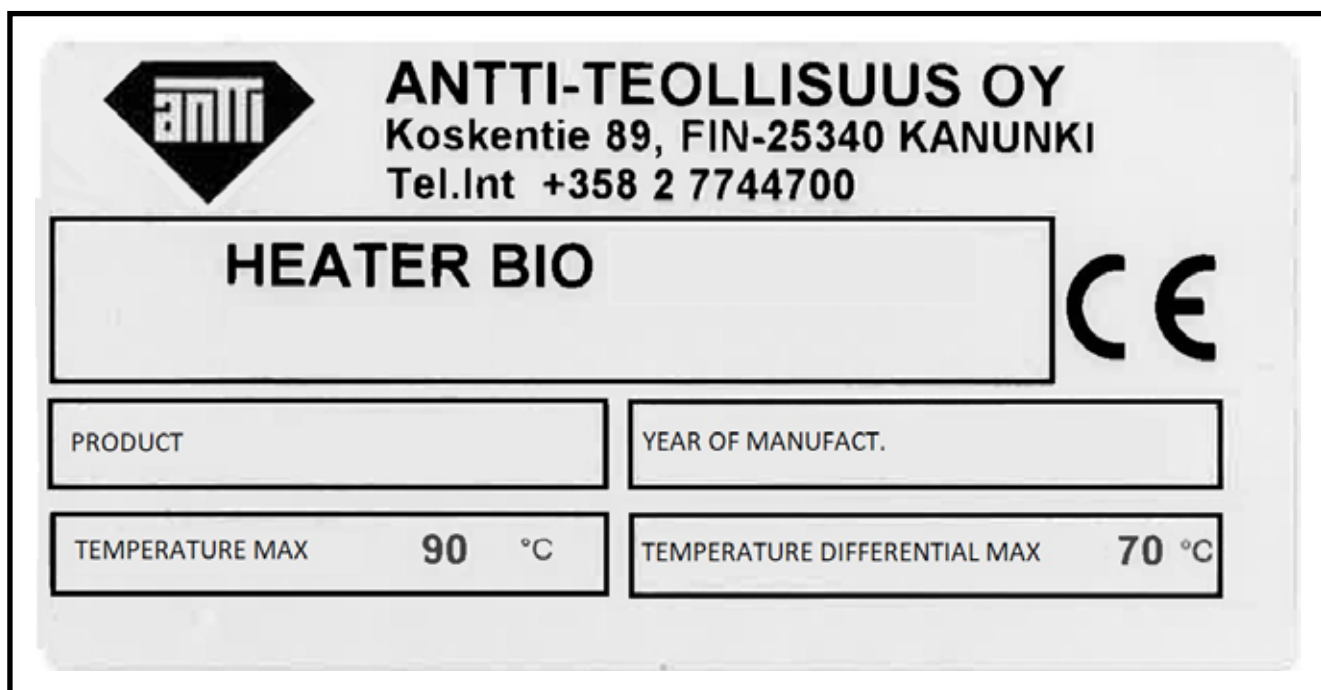 antti
ANTTI-TEOLLISUUS OY
Koskentie 89, FIN-25340 KANUNKI
Tel.Int +358 2 7744700
HEATER BIO
CE
PRODUCT
YEAR OF MANUFACT.
TEMPERATURE MAX 90 °C
TEMPERATURE DIFFERENTIAL MAX 70 °C